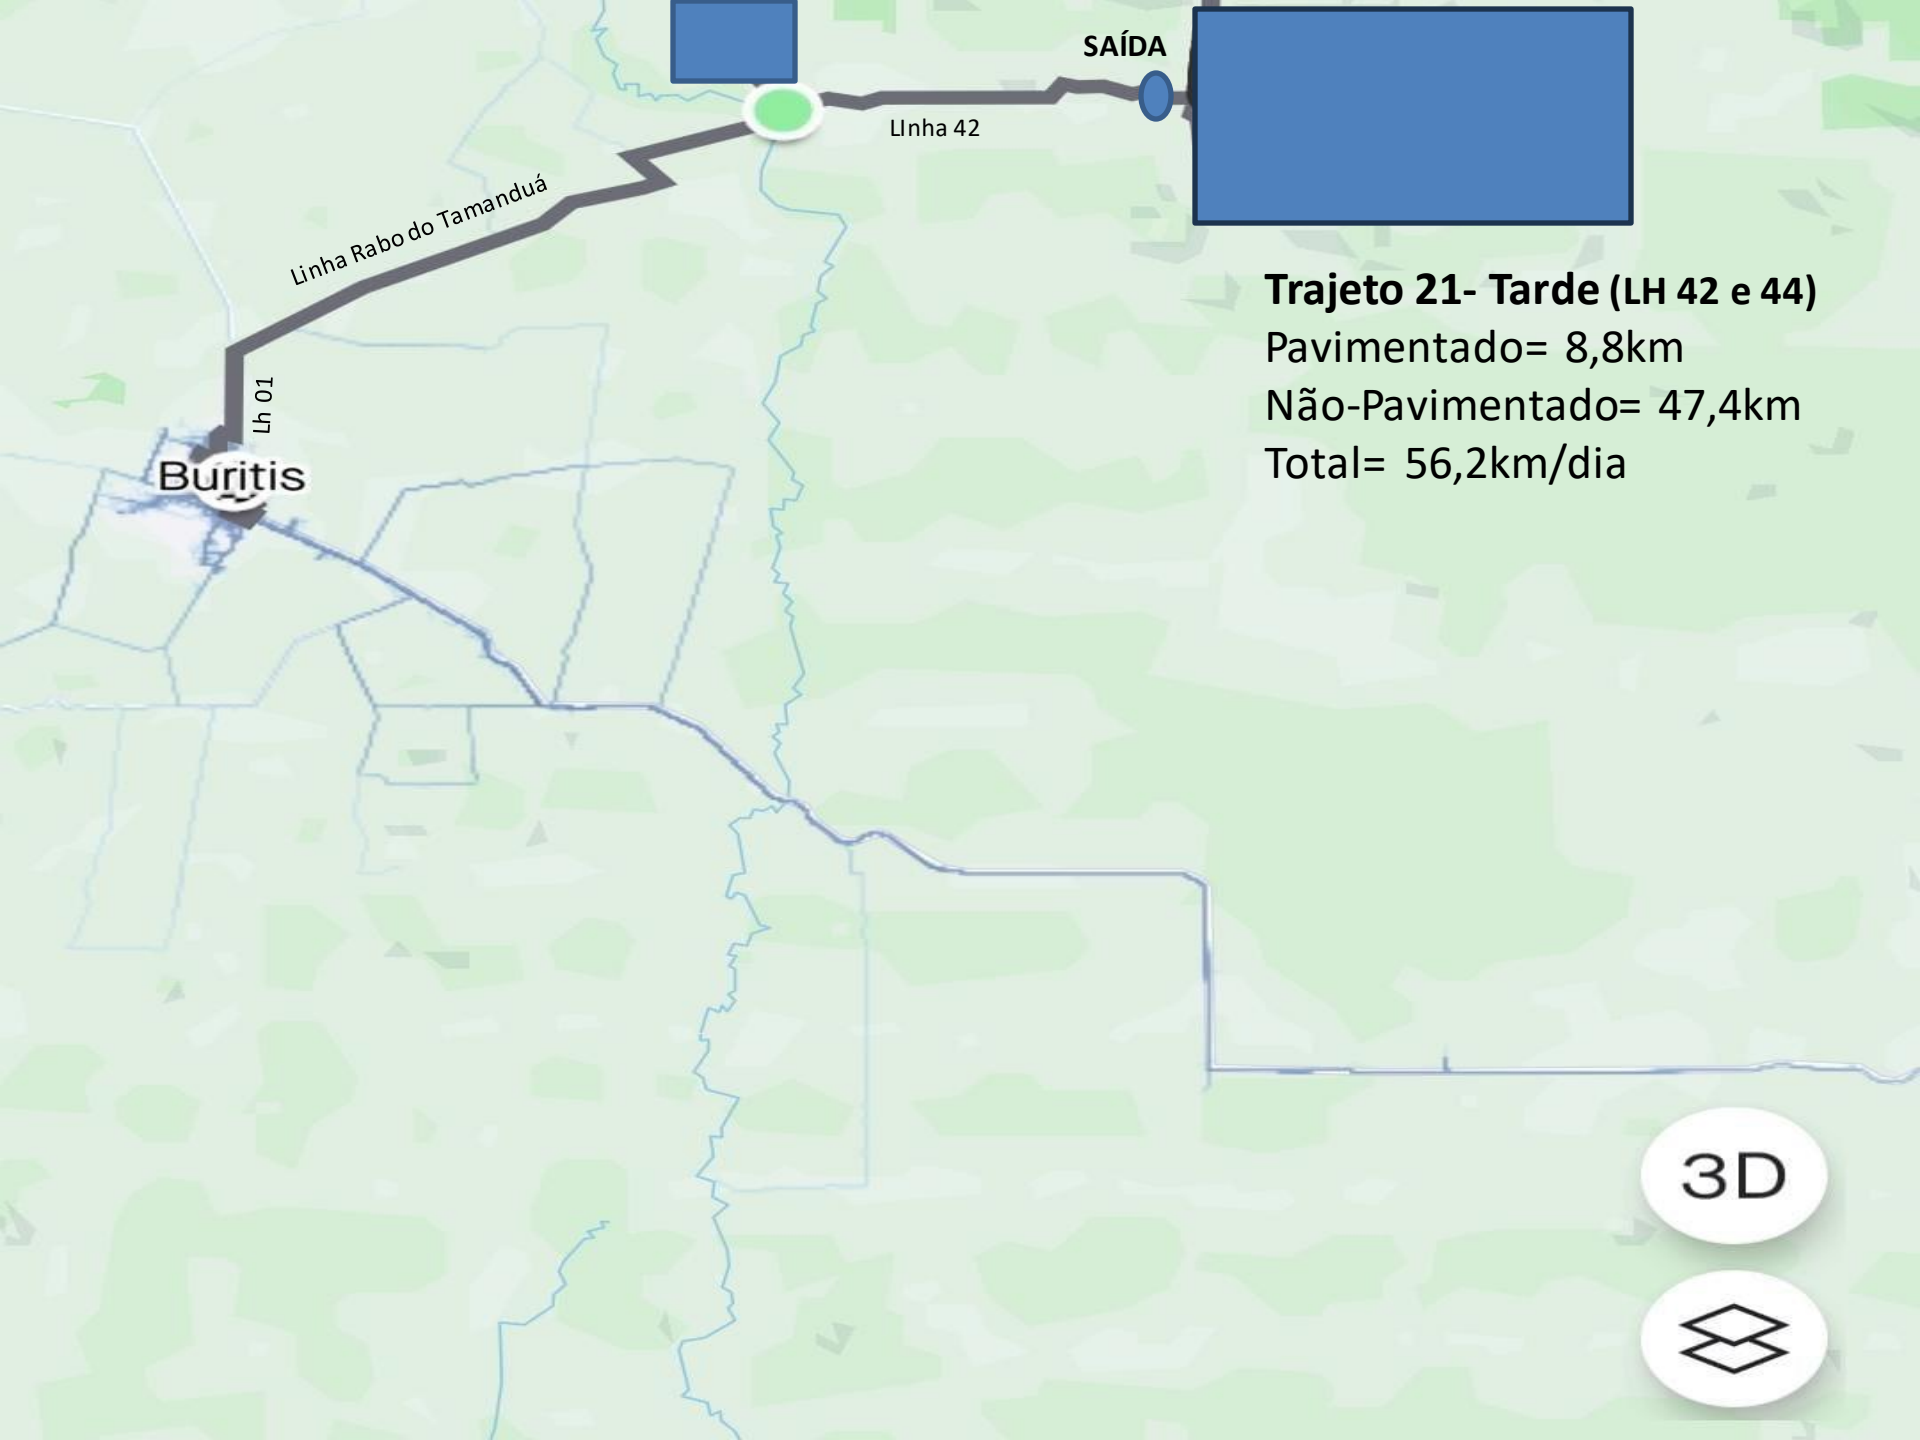 SAÍDA
LInha 42
Linha Rabo do Tamanduá
Trajeto 21- Tarde (LH 42 e 44)
Pavimentado= 8,8km
Não-Pavimentado= 47,4km
Total= 56,2km/dia
Lh 01
Buritis
3D